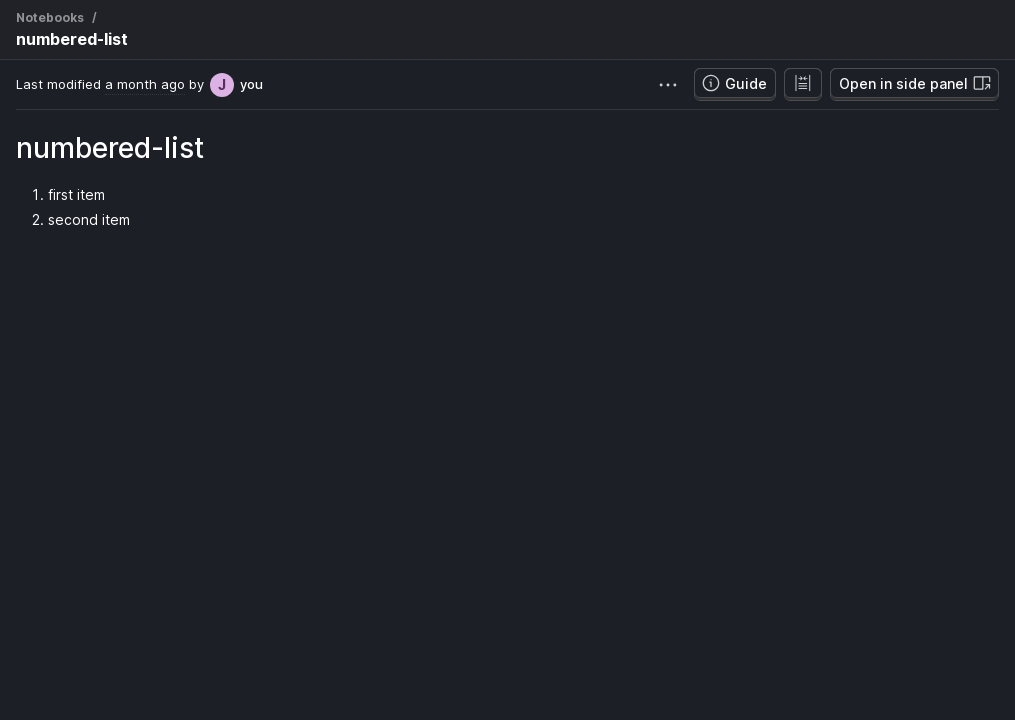 Notebooks /
numbered-list
Last modified a month ago by J you
Guide
Open in side panel
numbered-list
1. first item
2. second item